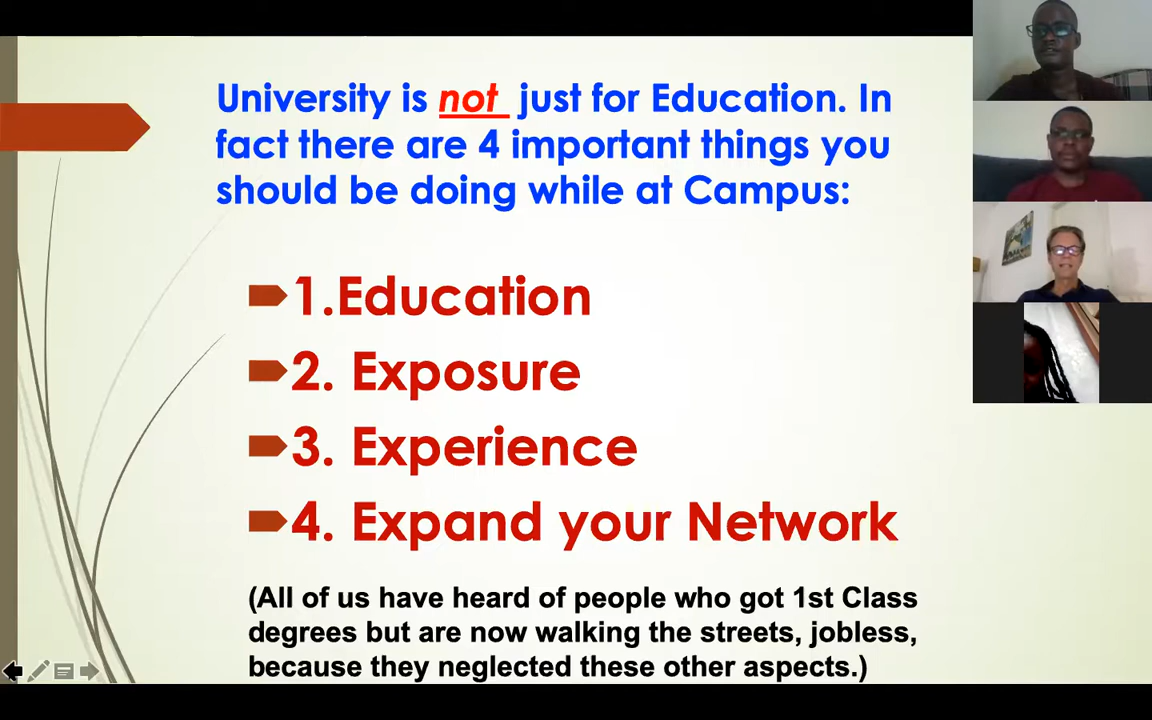 University is not just for Education. In
fact there are 4 important things you
should be doing while at Campus:
1.Education
2. Exposure
3. Experience
4. Expand your Network
(All of us have heard of people who got 1st Class
degrees but are now walking the streets, jobless,
because they neglected these other aspects.)